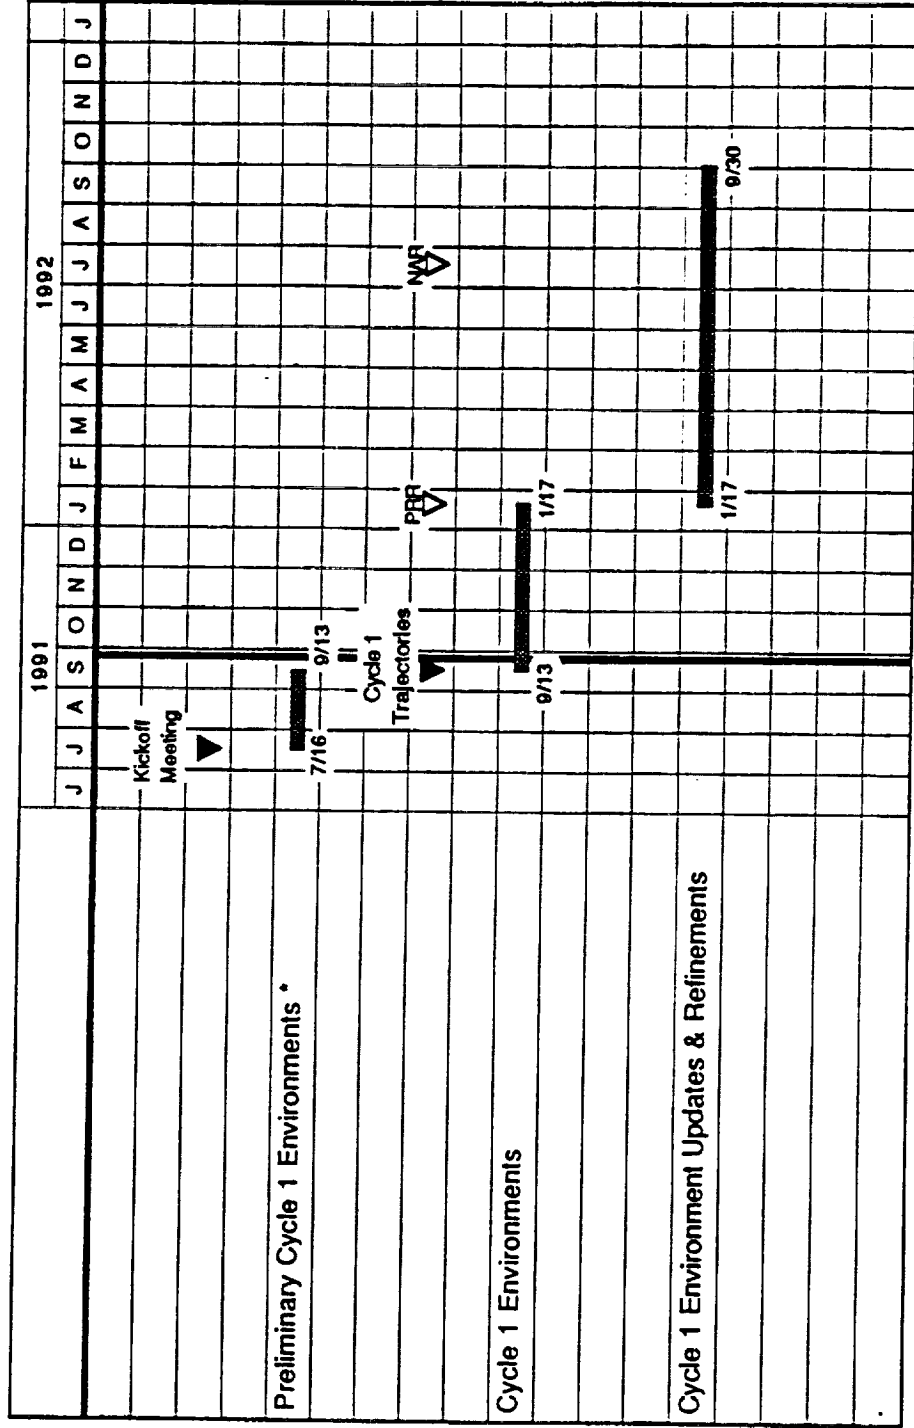 1991 1992
J J A S O N D J F M A M J J A S O N D J
Kickoff
Meeting
Preliminary Cycle 1 Environments *
7/16 9/13
Cycle 1
Trajectories
PRR NAR
Cycle 1 Environments
9/13 1/17
Cycle 1 Environment Updates & Refinements
1/17 9/30